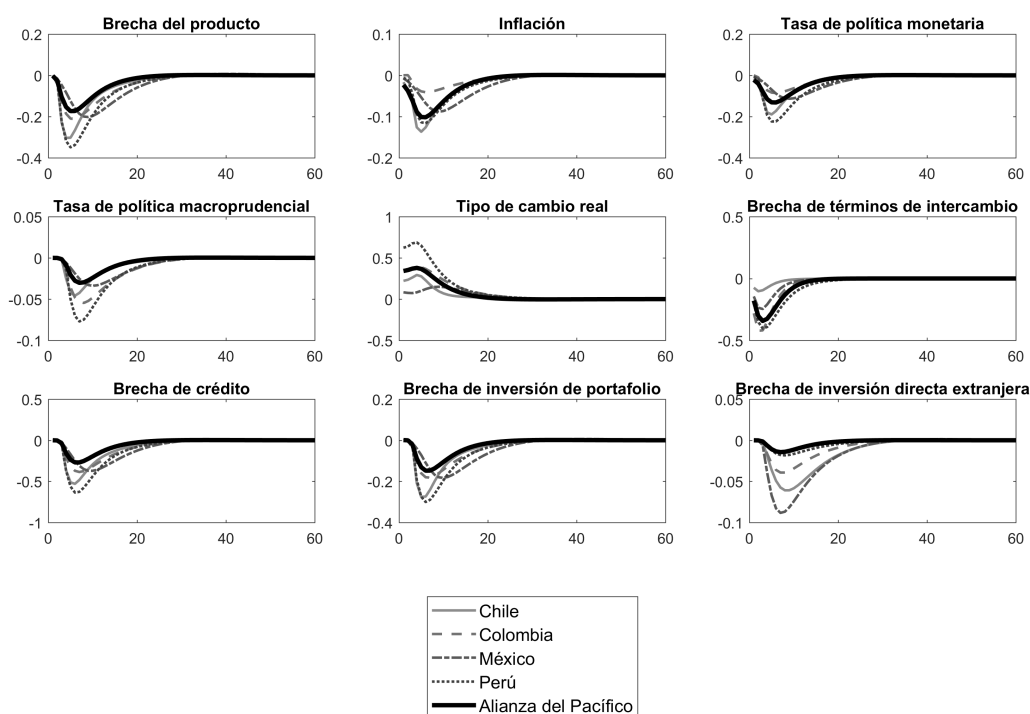 Brecha del producto
0.2
0
-0.2
-0.4
0 20 40 60
Inflación
0.1
0
-0.1
-0.2
0 20 40 60
Tasa de política monetaria
0.2
0
-0.2
-0.4
0 20 40 60
Tasa de política macroprudencial
0.05
0
-0.05
-0.1
0 20 40 60
Tipo de cambio real
1
0.5
0
-0.5
0 20 40 60
Brecha de términos de intercambio
0.5
0
-0.5
0 20 40 60
Brecha de crédito
0.5
0
-0.5
-1
0 20 40 60
Brecha de inversión de portafolio
0.2
0
-0.2
-0.4
0 20 40 60
Brecha de inversión directa extranjera
0.05
0
-0.05
-0.1
0 20 40 60
Chile
Colombia
México
Perú
Alianza del Pacífico